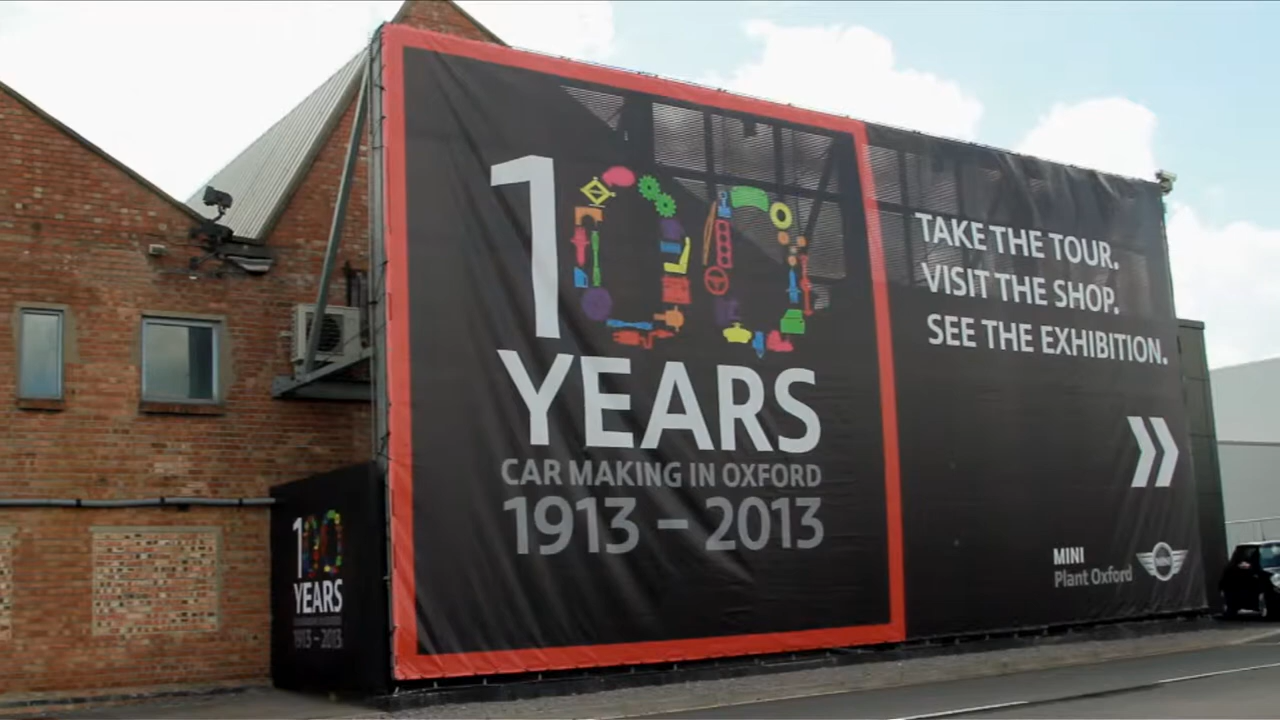 100
YEARS
CAR MAKING IN OXFORD
1913 – 2013
TAKE THE TOUR.
VISIT THE SHOP.
SEE THE EXHIBITION.
MINI
Plant Oxford
MINI
100
YEARS
1913 – 2013